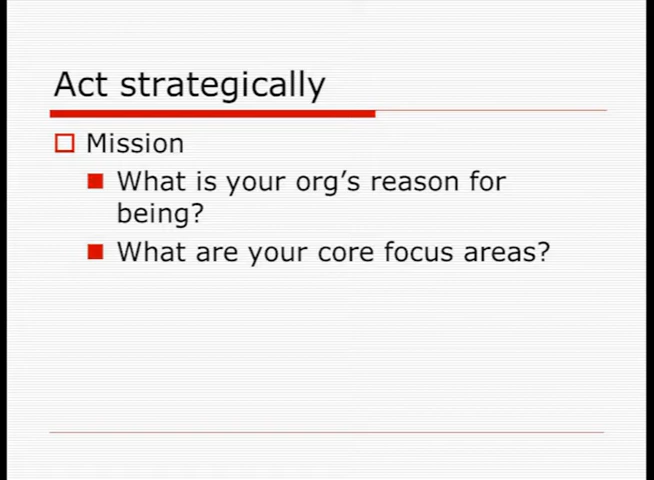 Act strategically
Mission
What is your org's reason for
being?
What are your core focus areas?